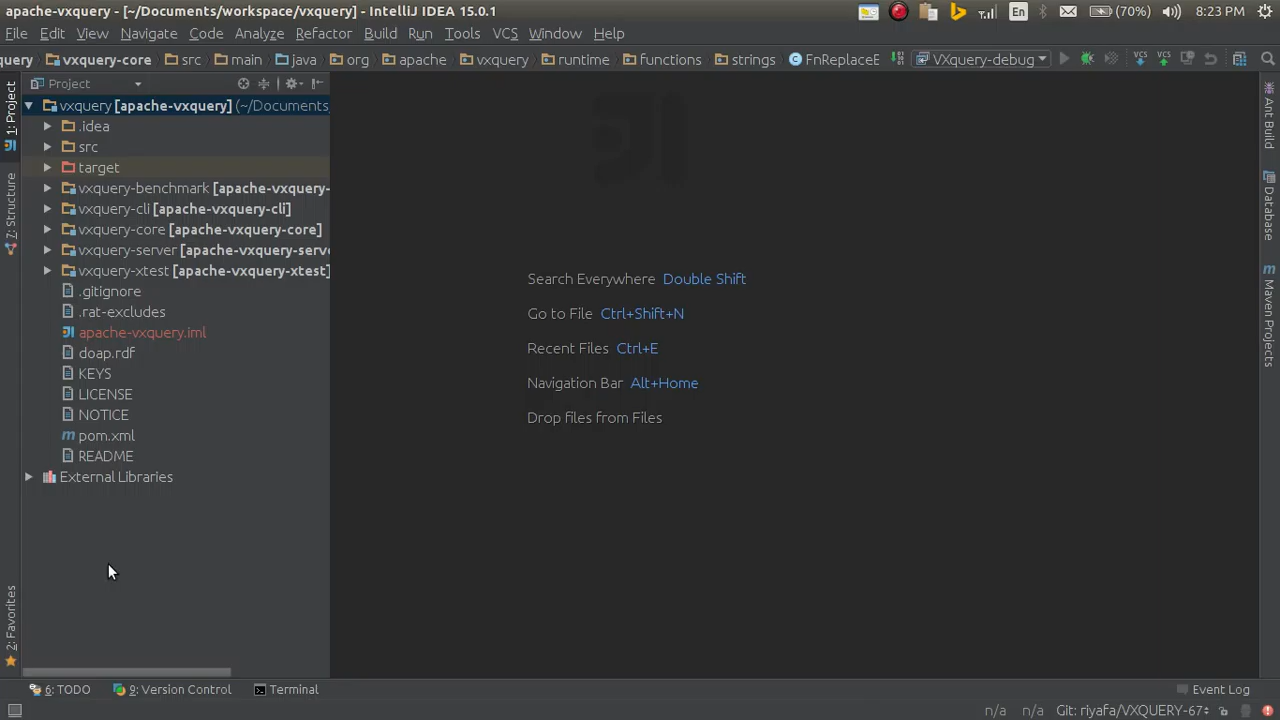 apache-vxquery - [~/Documents/workspace/vxquery] - IntelliJ IDEA 15.0.1
En
(70%)
8:23 PM
File Edit View Navigate Code Analyze Refactor Build Run Tools VCS Window Help
query vxquery-core src main java org apache vxquery runtime functions strings FnReplaceE VXquery-debug VCS VCS
1: Project
7: Structure
2: Favorites
Project
vxquery [apache-vxquery] (~/Documents
.idea
src
target
vxquery-benchmark [apache-vxquery-
vxquery-cli [apache-vxquery-cli]
vxquery-core [apache-vxquery-core]
vxquery-server [apache-vxquery-serve
vxquery-xtest [apache-vxquery-xtest]
.gitignore
.rat-excludes
apache-vxquery.iml
doap.rdf
KEYS
LICENSE
NOTICE
m pom.xml
README
External Libraries
Search Everywhere Double Shift
Go to File Ctrl+Shift+N
Recent Files Ctrl+E
Navigation Bar Alt+Home
Drop files from Files
Ant Build
Database
m Maven Projects
6: TODO 9: Version Control Terminal Event Log
n/a n/a Git: riyafa/VXQUERY-67